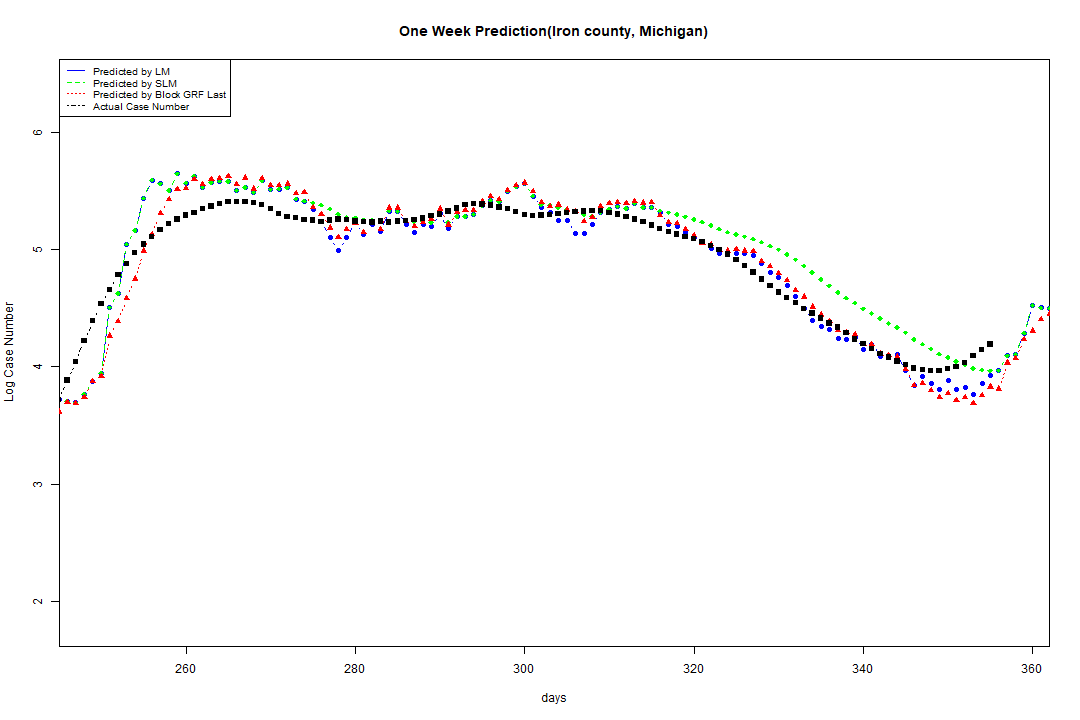 One Week Prediction(Iron county, Michigan)
Predicted by LM
Predicted by SLM
Predicted by Block GRF Last
Actual Case Number
6
5
4
3
2
Log Case Number
260
280
300
320
340
360
days